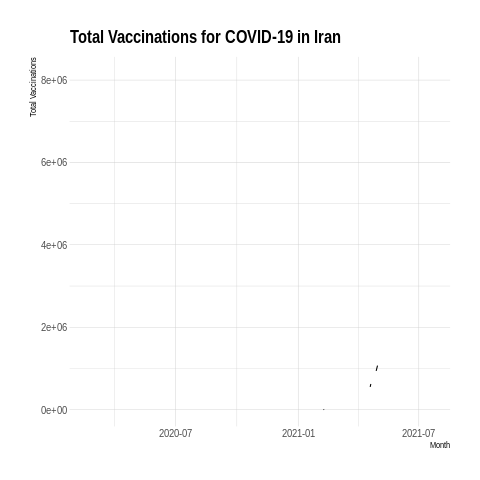 Total Vaccinations for COVID-19 in Iran
Total Vaccinations
8e+06
6e+06
4e+06
2e+06
0e+00
2020-07 2021-01 2021-07
Month